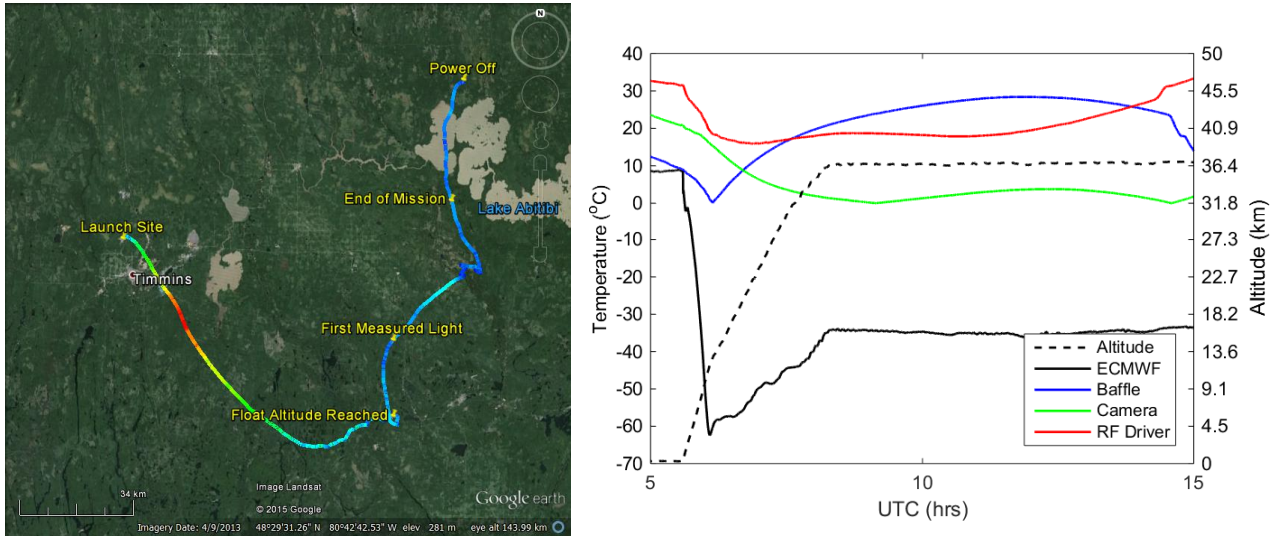 N
Power Off
End of Mission
Lake Abitibi
Launch Site
Timmins
First Measured Light
Float Altitude Reached
34 km
Image Landsat
© 2015 Google
Google earth
Imagery Date: 4/9/2013 48°29'31.26" N 80°42'42.53" W elev 281 m eye alt 143.99 km
40
30
20
10
0
-10
-20
-30
-40
-50
-60
-70
Temperature (°C)
50
45.5
40.9
36.4
31.8
27.3
22.7
18.2
13.6
9.1
4.5
0
Altitude (km)
Altitude
ECMWF
Baffle
Camera
RF Driver
5
10
15
UTC (hrs)